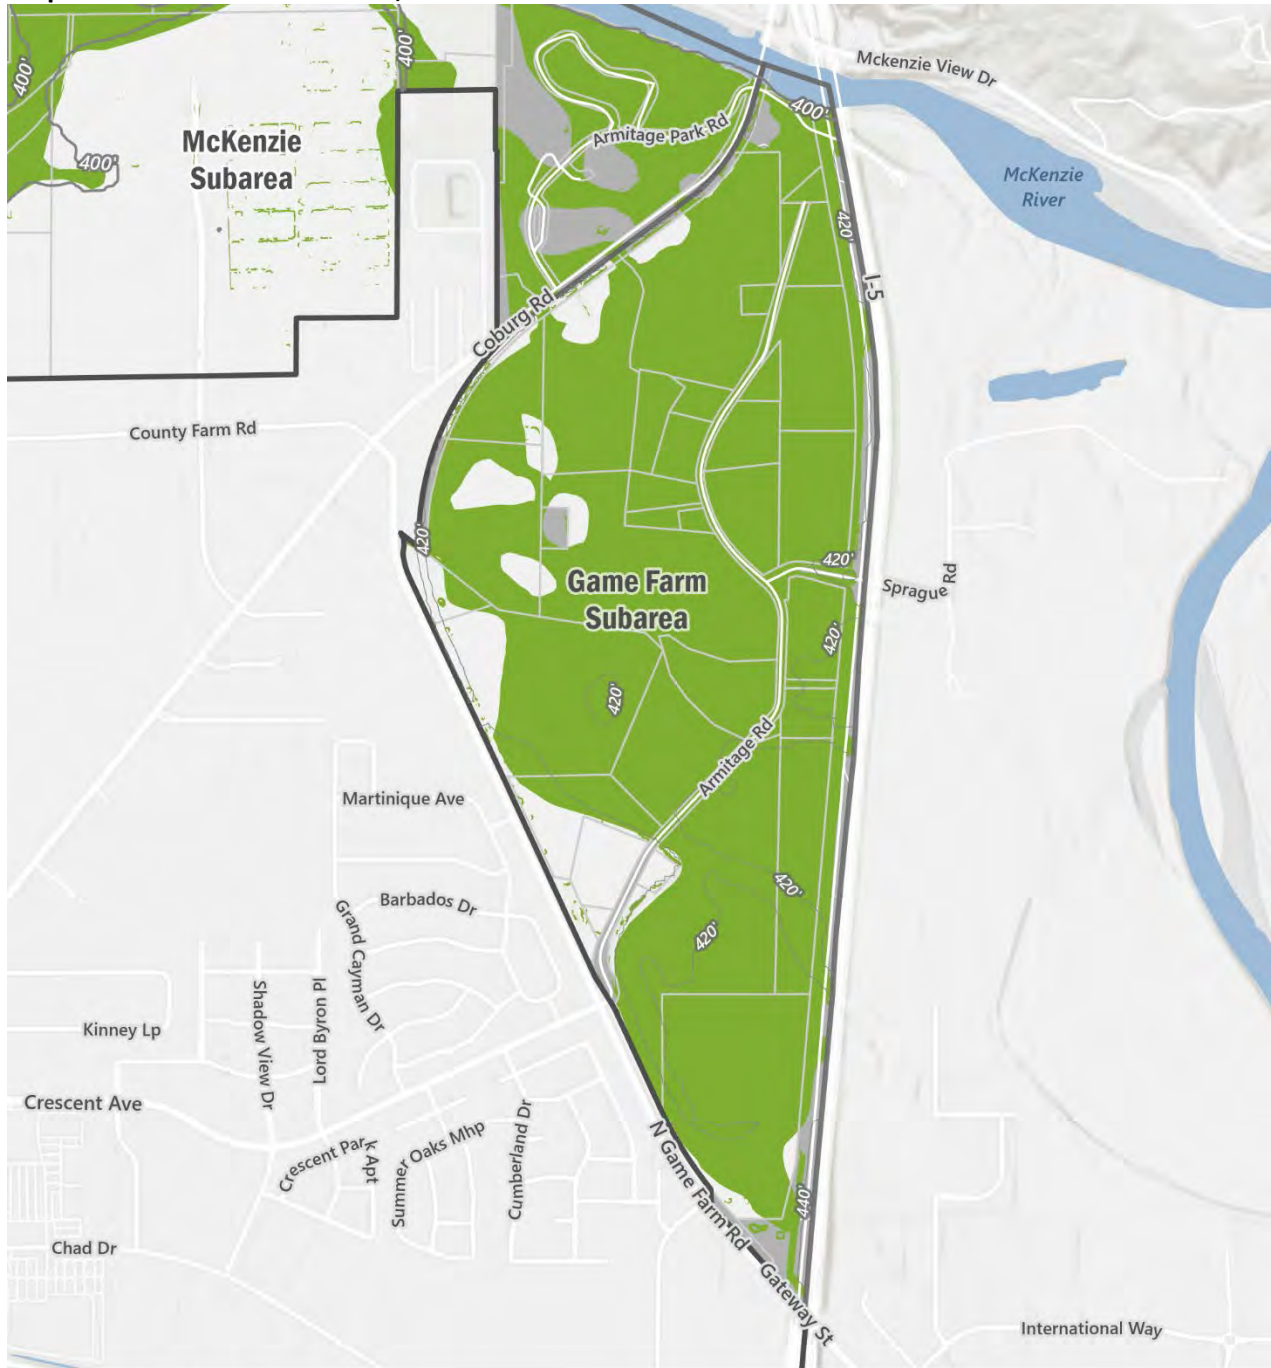 Mckenzie View Dr
400'
400'
400'
Armitage Park Rd
400'
McKenzie
Subarea
400'
McKenzie
River
420'
I-5
Coburg Rd
County Farm Rd
420'
420'
Game Farm
Subarea
Sprague Rd
420'
420'
Armitage Rd
Martinique Ave
420'
Barbados Dr
Grand Cayman Dr
420'
Shadow View Dr
Lord Byron Pl
Kinney Lp
Crescent Ave
Crescent Park Apt
Summer Oaks Mhp
Cumberland Dr
N Game Farm Rd
440'
Chad Dr
Gateway St
International Way